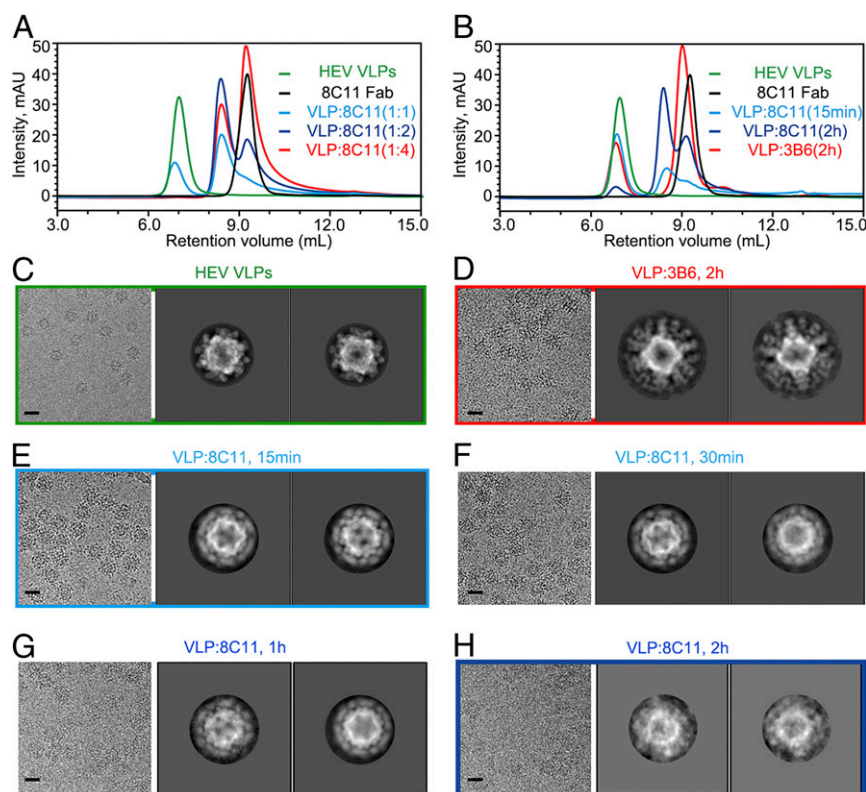 A
50
40
30
20
10
0
Intensity, mAU
HEV VLPs
8C11 Fab
VLP:8C11(1:1)
VLP:8C11(1:2)
VLP:8C11(1:4)
3.0 6.0 9.0 12.0 15.0
Retention volume (mL)
B
50
40
30
20
10
0
Intensity, mAU
HEV VLPs
8C11 Fab
VLP:8C11(15min)
VLP:8C11(2h)
VLP:3B6(2h)
3.0 6.0 9.0 12.0 15.0
Retention volume (mL)
C
HEV VLPs
D
VLP:3B6, 2h
E
VLP:8C11, 15min
F
VLP:8C11, 30min
G
VLP:8C11, 1h
H
VLP:8C11, 2h